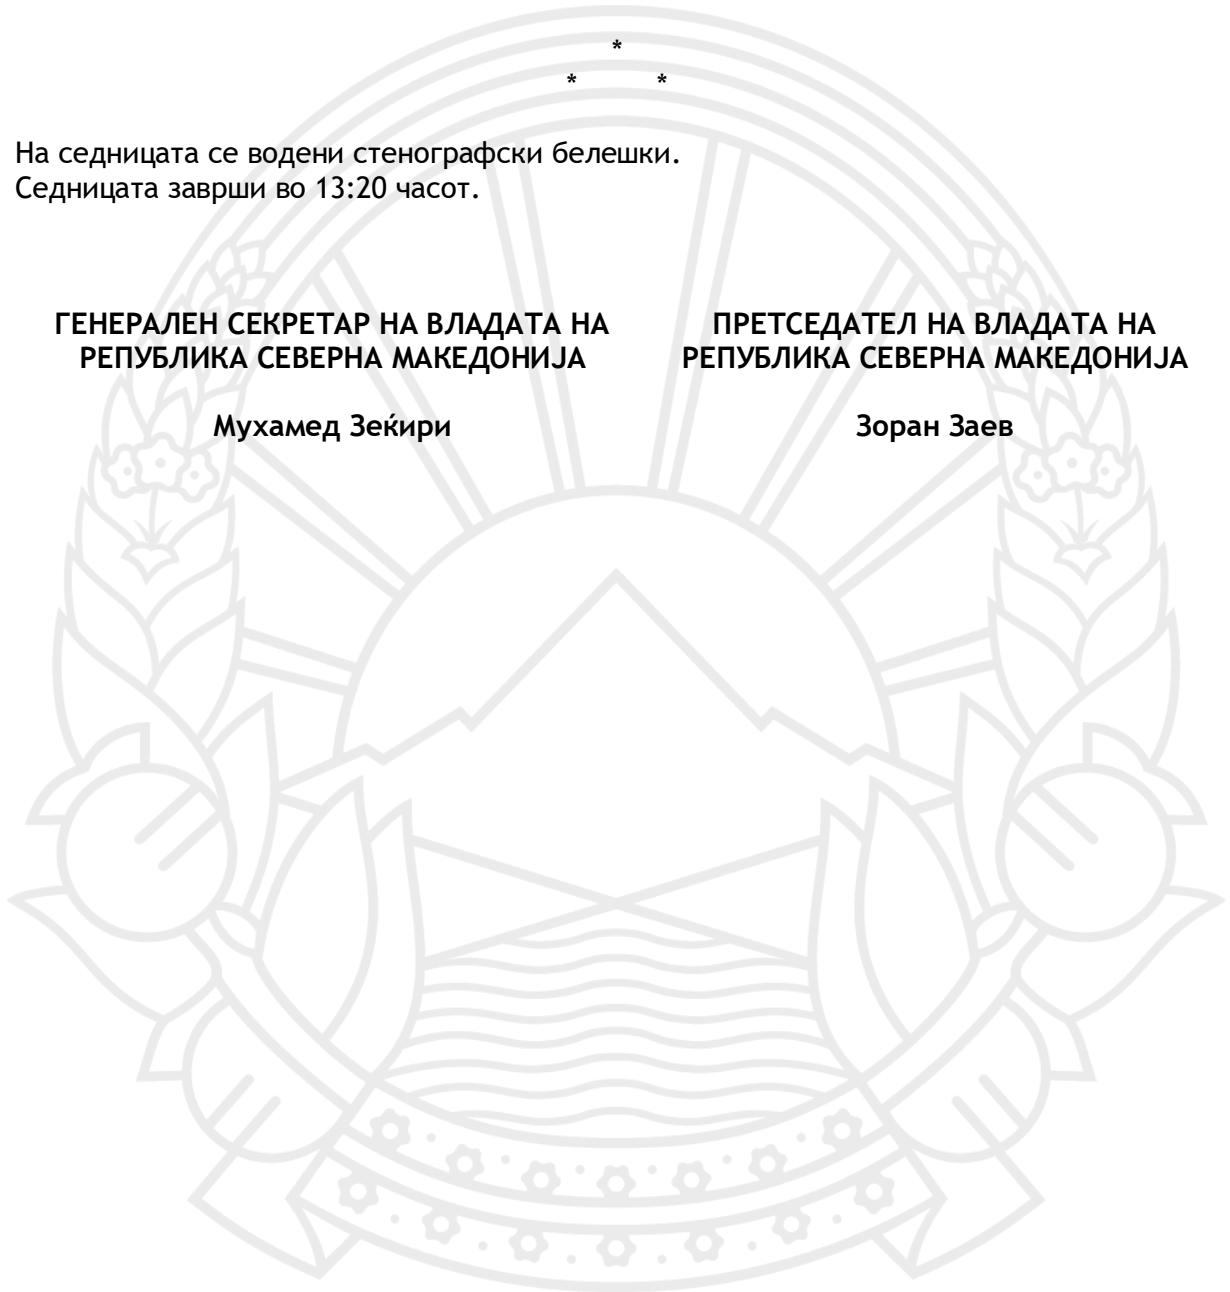 *
* *
На седницата се водени стенографски белешки.
Седницата заврши во 13:20 часот.
ГЕНЕРАЛЕН СЕКРЕТАР НА ВЛАДАТА НА
РЕПУБЛИКА СЕВЕРНА МАКЕДОНИЈА
Мухамед Зеќири
ПРЕТСЕДАТЕЛ НА ВЛАДАТА НА
РЕПУБЛИКА СЕВЕРНА МАКЕДОНИЈА
Зоран Заев